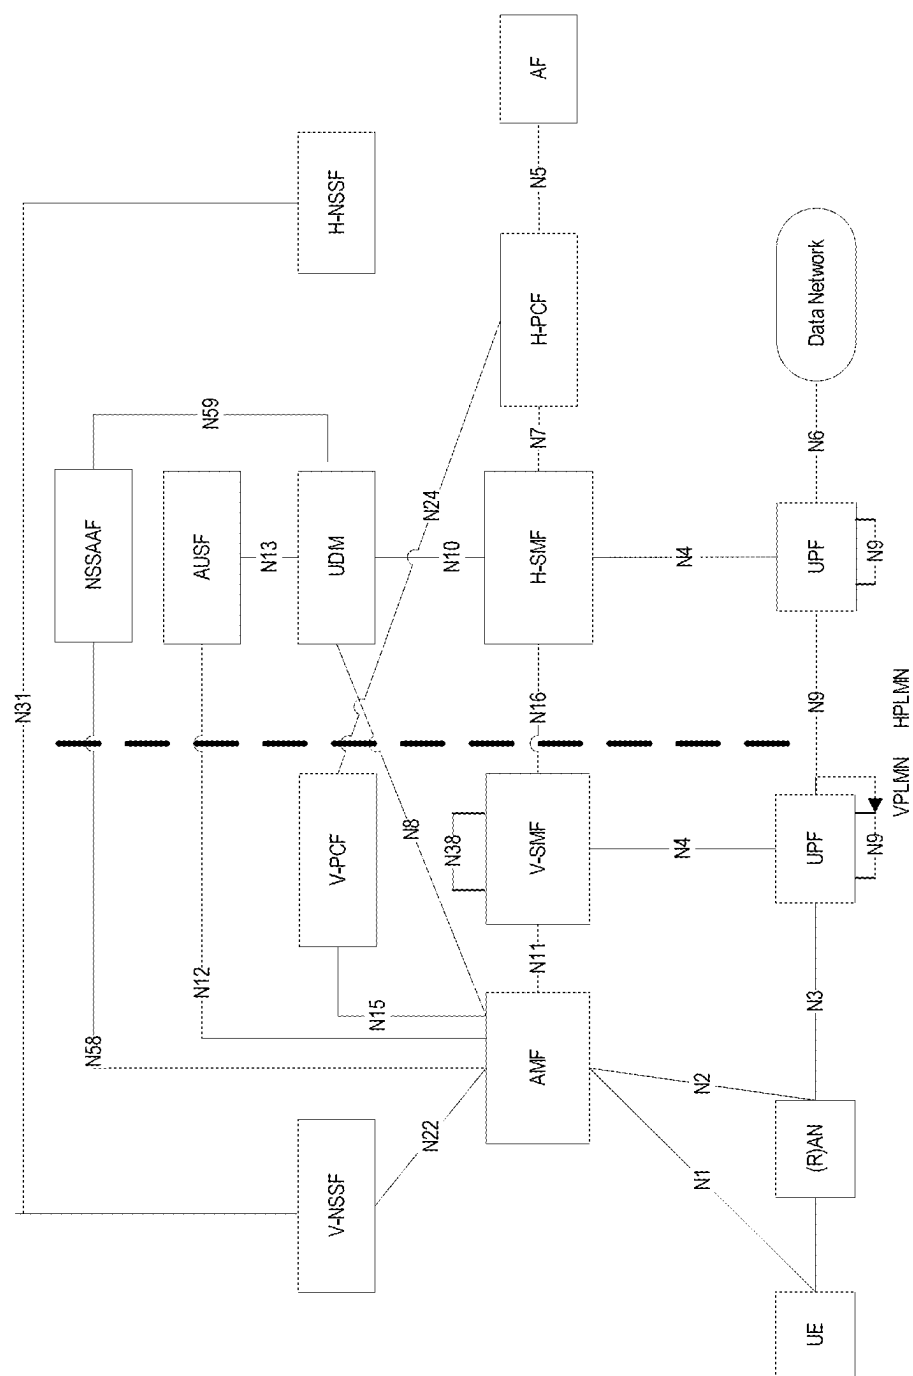 NSSAAF
N59
N31
N58
AUSF
N12
N13
V-NSSF
V-PCF
UDM
H-NSSF
N22
N15
N8
N24
N38
N10
AMF
N11
V-SMF
N16
H-SMF
N7
H-PCF
N5
AF
N1
N2
N4
N4
UE
(R)AN
N3
UPF
N9
UPF
N6
Data Network
N9
N9
VPLMN
HPLMN